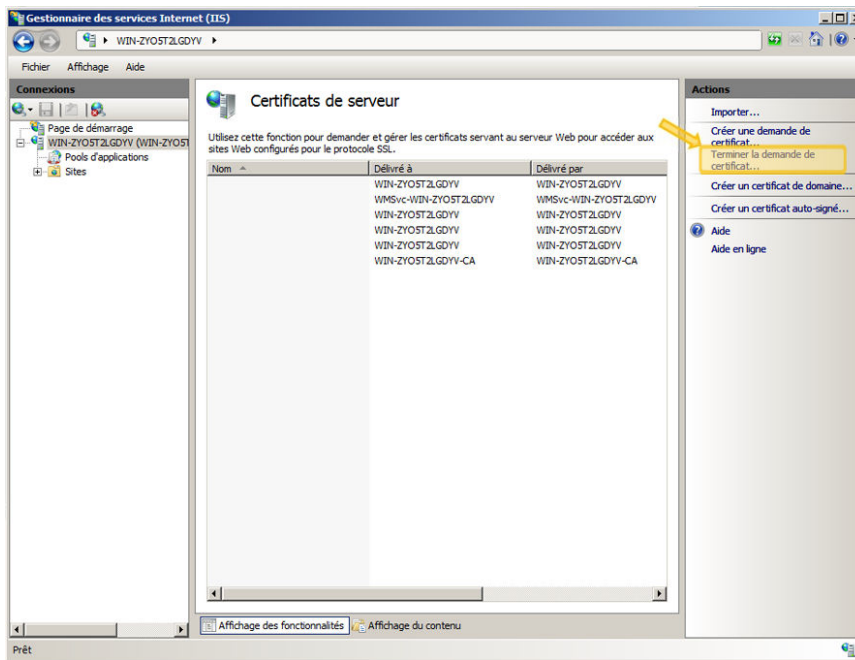 Gestionnaire des services Internet (IIS)
WIN-ZYO5T2LGDYV
Fichier Affichage Aide
Connexions
Page de démarrage
WIN-ZYO5T2LGDYV (WIN-ZYO5T
Pools d'applications
Sites
Certificats de serveur
Utilisez cette fonction pour demander et gérer les certificats servant au serveur Web pour accéder aux
sites Web configurés pour le protocole SSL.
Nom Délivré à Délivré par
WIN-ZYO5T2LGDYV WIN-ZYO5T2LGDYV
WMSvc-WIN-ZYO5T2LGDYV WMSvc-WIN-ZYO5T2LGDYV
WIN-ZYO5T2LGDYV WIN-ZYO5T2LGDYV
WIN-ZYO5T2LGDYV WIN-ZYO5T2LGDYV
WIN-ZYO5T2LGDYV WIN-ZYO5T2LGDYV
WIN-ZYO5T2LGDYV-CA WIN-ZYO5T2LGDYV-CA
Affichage des fonctionnalités Affichage du contenu
Actions
Importer...
Créer une demande de
certificat...
Terminer la demande de
certificat...
Créer un certificat de domaine...
Créer un certificat auto-signé...
Aide
Aide en ligne
Prêt